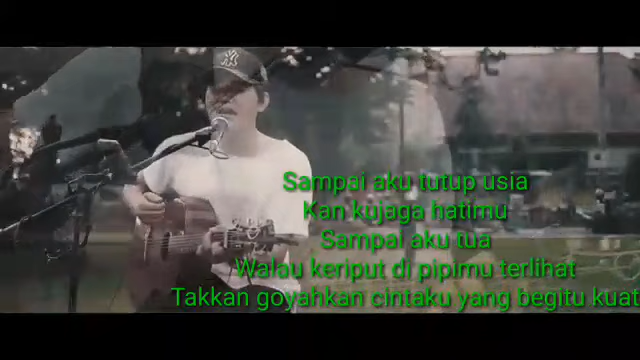 NY
Sampai aku tutup usia
Kan kujaga hatimu
Sampai aku tua
Walau keriput di pipimu terlihat
Takkan goyahkan cintaku yang begitu kuat